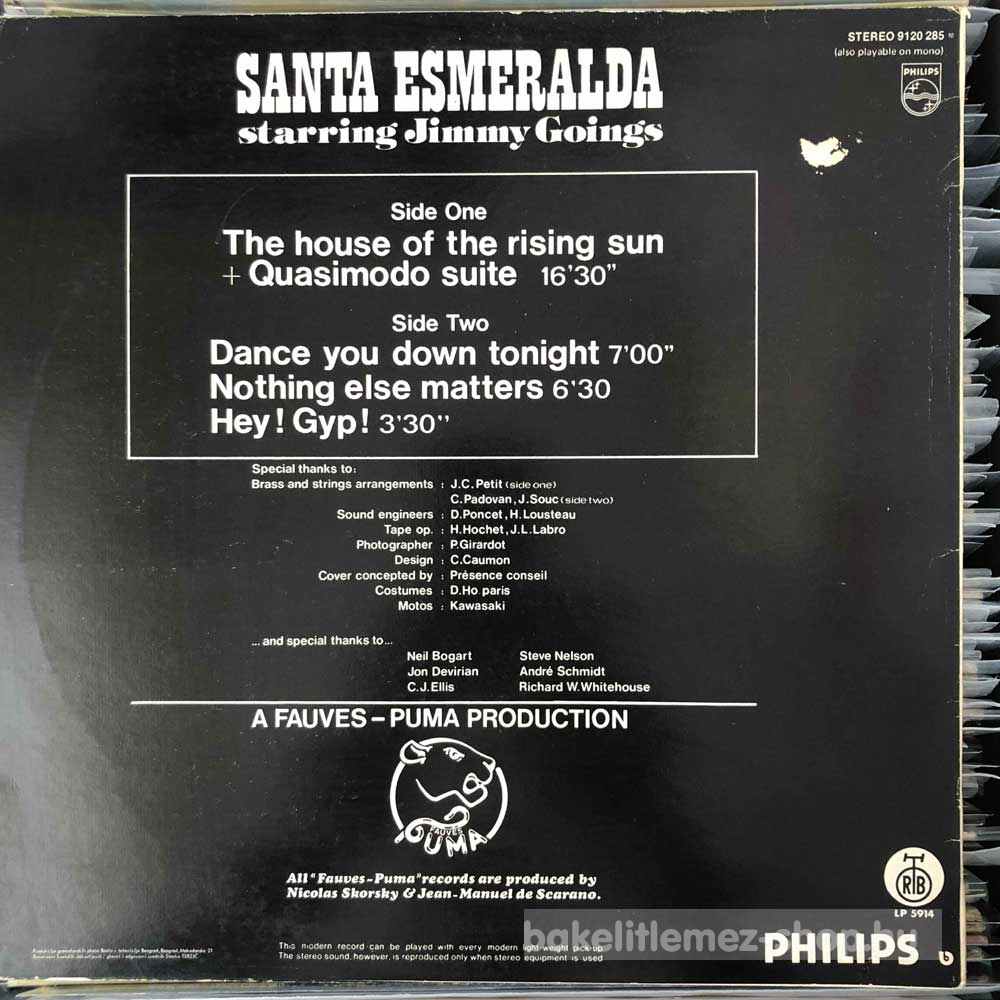 STEREO 9120 285
(also playable on mono)
PHILIPS
SANTA ESMERALDA
starring Jimmy Goings
Side One
The house of the rising sun
+ Quasimodo suite 16'30"
Side Two
Dance you down tonight 7'00"
Nothing else matters 6'30
Hey! Gyp! 3'30''
Special thanks to:
Brass and strings arrangements : J.C.Petit (side one)
C.Padovan, J.Souc (side two)
Sound engineers : D.Poncet, H.Lousteau
Tape op. : H.Hochet, J.L.Labro
Photographer : P.Girardot
Design : C.Caumon
Cover concepted by : Présence conseil
Costumes : D.Ho paris
Motos : Kawasaki
... and special thanks to...
Neil Bogart Steve Nelson
Jon Devirian André Schmidt
C.J.Ellis Richard W.Whitehouse
A FAUVES - PUMA PRODUCTION
FAUVES
PUMA
All "Fauves-Puma" records are produced by
Nicolas Skorsky & Jean-Manuel de Scarano.
RTB
LP 5914
This modern record can be played with every modern light-weight pick-up
The stereo sound, however, is reproduced only when stereo equipment is used
bakelitlemez-shop.hu
PHILIPS